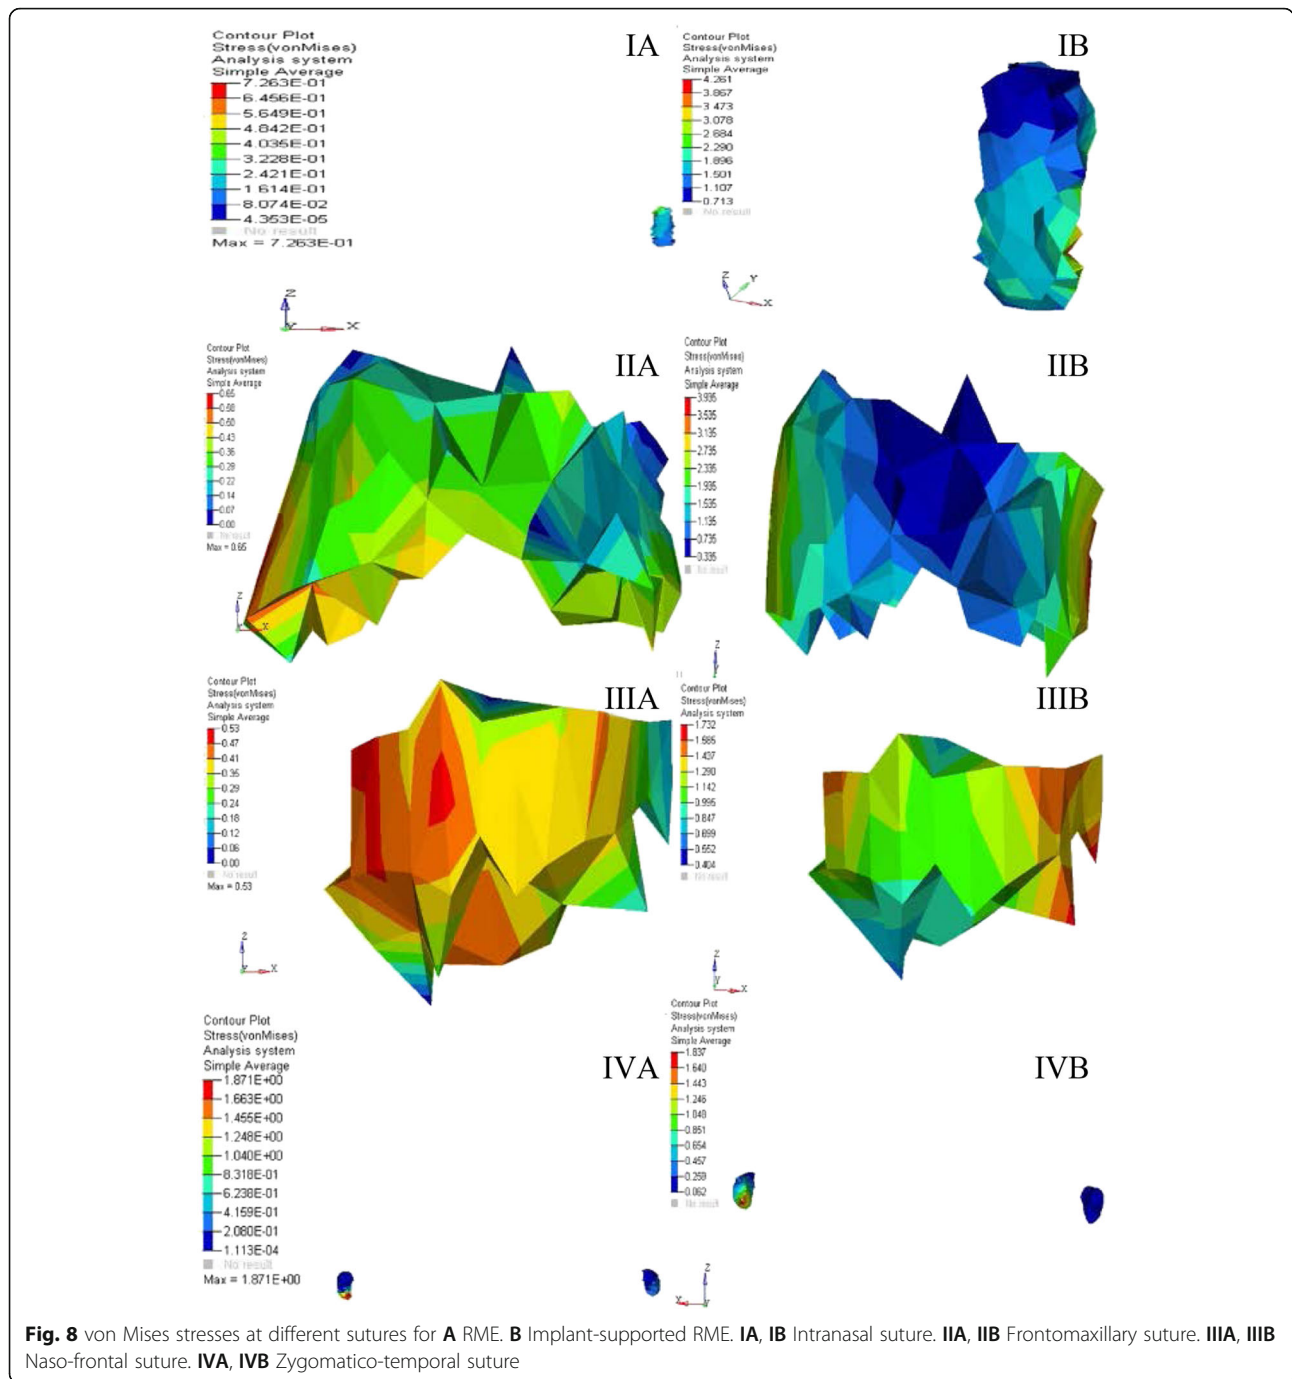 Contour Plot
Stress(vonMises)
Analysis system
Simple Average
7.263E-01
6.456E-01
5.649E-01
4.842E-01
4.035E-01
3.228E-01
2.421E-01
1.614E-01
8.074E-02
4.353E-05
No result
Max = 7.263E-01
Z
Y
X
IA
Contour Plot
Stress(vonMises)
Analysis system
Simple Average
4.261
3.867
3.473
3.078
2.684
2.290
1.896
1.501
1.107
0.713
No result
Z
Y
X
IB
Contour Plot
Stress(vonMises)
Analysis system
Simple Average
0.65
0.58
0.50
0.43
0.36
0.29
0.22
0.14
0.07
0.00
No result
Max = 0.65
Z
X
IIA
Contour Plot
Stress(vonMises)
Analysis system
Simple Average
3.935
3.535
3.135
2.735
2.335
1.935
1.535
1.135
0.735
0.335
No result
Z
IIB
Contour Plot
Stress(vonMises)
Analysis system
Simple Average
0.53
0.47
0.41
0.35
0.29
0.24
0.18
0.12
0.06
0.00
No result
Max = 0.53
Z
X
IIIA
Contour Plot
Stress(vonMises)
Analysis system
1.732
1.585
1.437
1.290
1.142
0.995
0.847
0.699
0.552
0.404
No result
Z
Y
X
IIIB
Contour Plot
Stress(vonMises)
Analysis system
Simple Average
1.871E+00
1.663E+00
1.455E+00
1.248E+00
1.040E+00
8.318E-01
6.238E-01
4.159E-01
2.080E-01
1.113E-04
No result
Max = 1.871E+00
IVA
Contour Plot
Stress(vonMises)
Analysis system
Simple Average
1.837
1.640
1.443
1.246
1.049
0.851
0.654
0.457
0.259
0.062
No result
Z
X
Y
IVB
Fig. 8 von Mises stresses at different sutures for A RME. B Implant-supported RME. IA, IB Intranasal suture. IIA, IIB Frontomaxillary suture. IIIA, IIIB
Naso-frontal suture. IVA, IVB Zygomatico-temporal suture